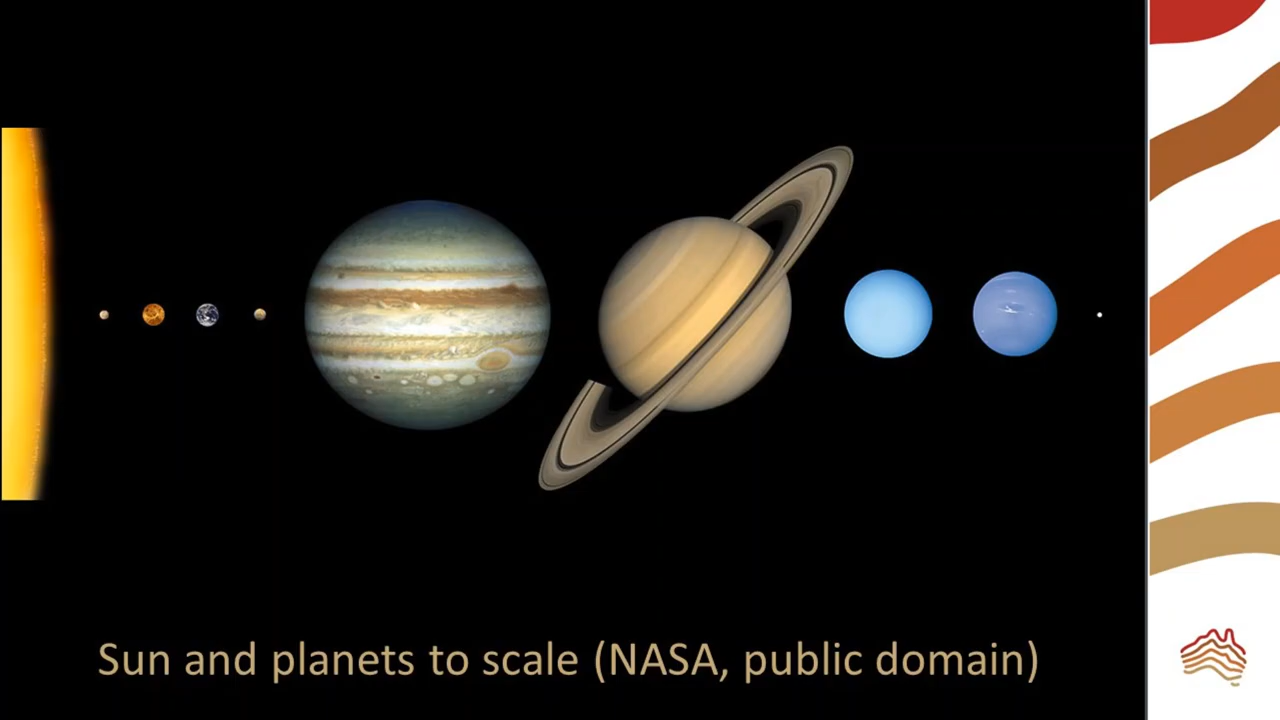 Sun and planets to scale (NASA, public domain)